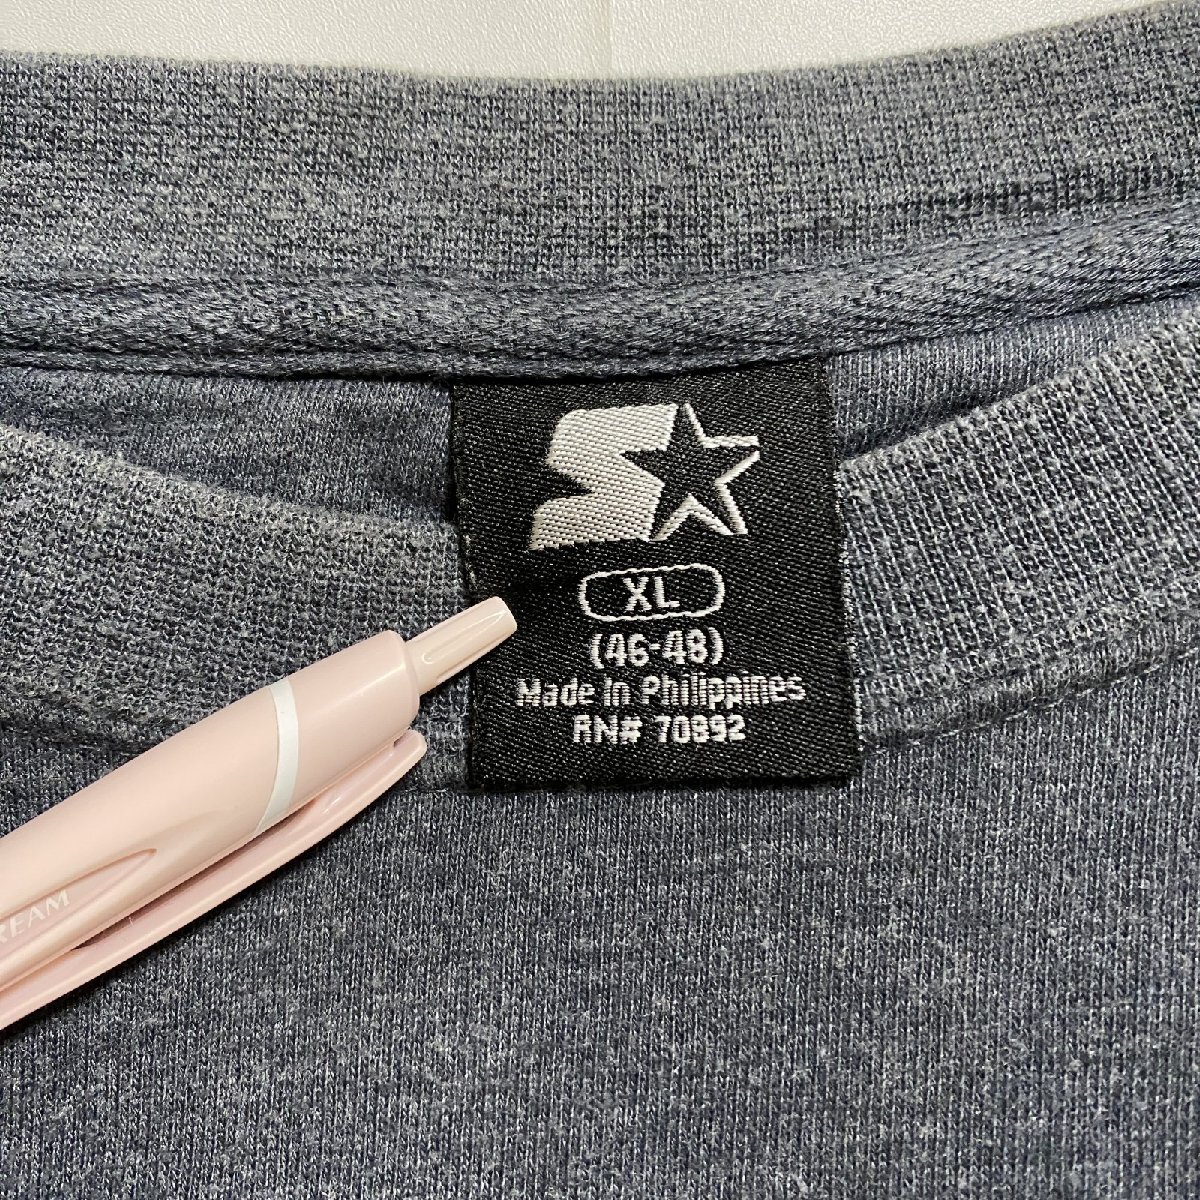 XL
(46-48)
Made in Philippines
RN# 70892